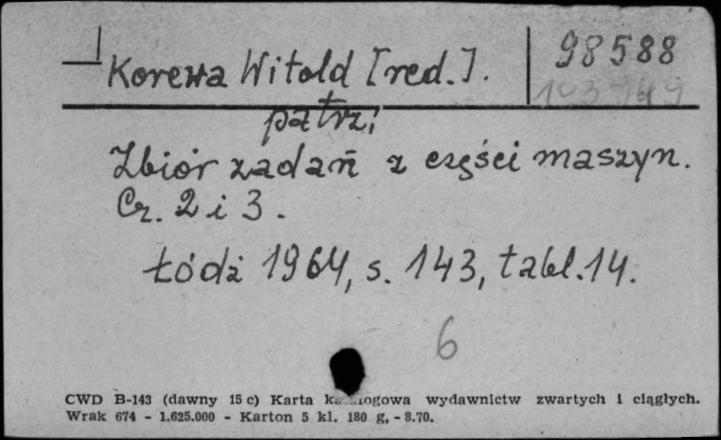 Korewa Witold [red.]. 98588
103949
patrz:
Zbiór zadań z części maszyn.
Cz. 2 i 3.
Łódź 1964, s. 143, tabl. 14.
6
CWD B-143 (dawny 15 c) Karta wydawnictw zwartych i ciągłych.
Wrak 674 - 1.625.000 - Karton 5 kl. 180 g, - 8.70.